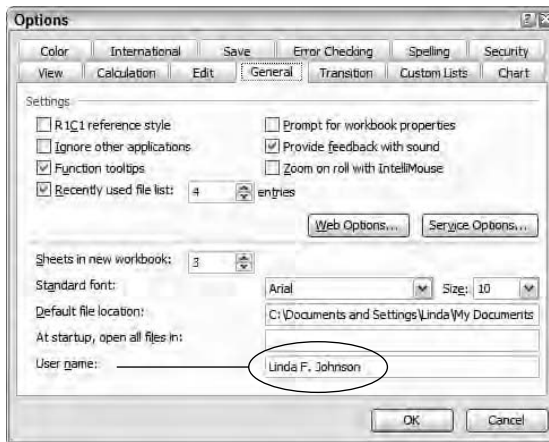 Options
Color International Save Error Checking Spelling Security
View Calculation Edit General Transition Custom Lists Chart
Settings
R1C1 reference style Prompt for workbook properties
Ignore other applications Provide feedback with sound
Function tooltips Zoom on roll with IntelliMouse
Recently used file list: 4 entries
Web Options... Service Options...
Sheets in new workbook: 3
Standard font: Arial Size: 10
Default file location: C:\Documents and Settings\Linda\My Documents
At startup, open all files in:
User name: Linda F. Johnson
OK Cancel